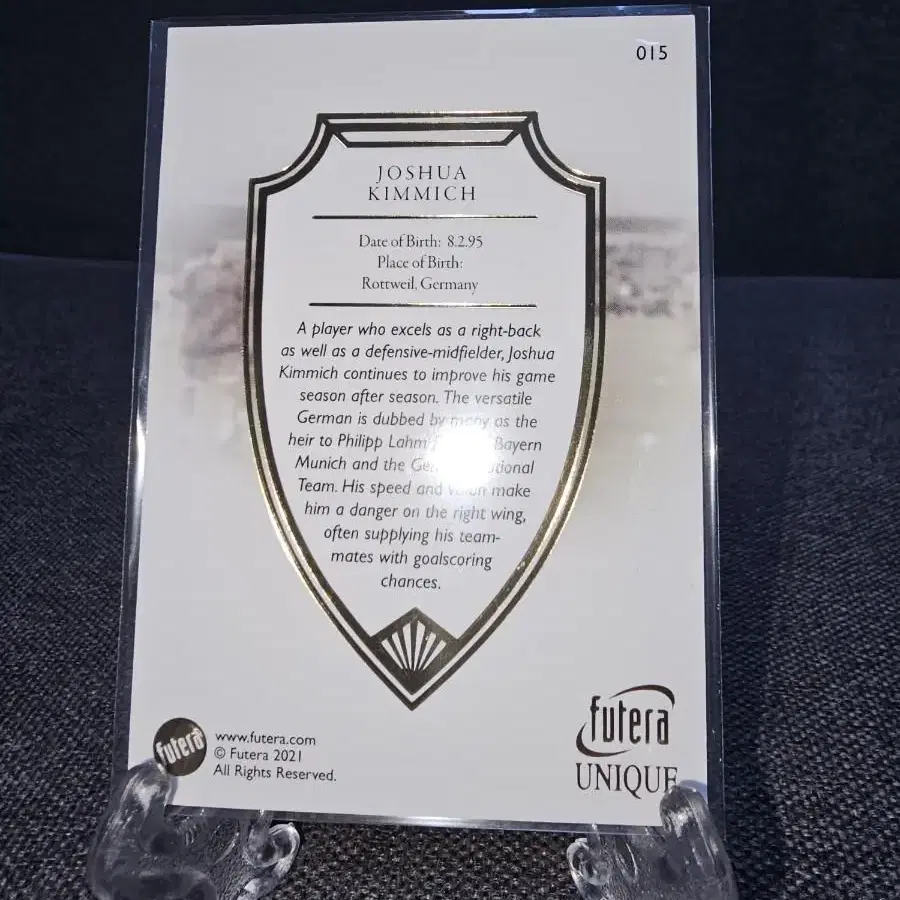 015
JOSHUA
KIMMICH
Date of Birth: 8.2.95
Place of Birth:
Rottweil, Germany
A player who excels as a right-back
as well as a defensive-midfielder, Joshua
Kimmich continues to improve his game
season after season. The versatile
German is dubbed by many as the
heir to Philipp Lahm Bayern
Munich and the
Team. His speed and make
him a danger on the right wing,
often supplying his team-
mates with goalscoring
chances.
futera
UNIQUE
futera
www.futera.com
© Futera 2021
All Rights Reserved.